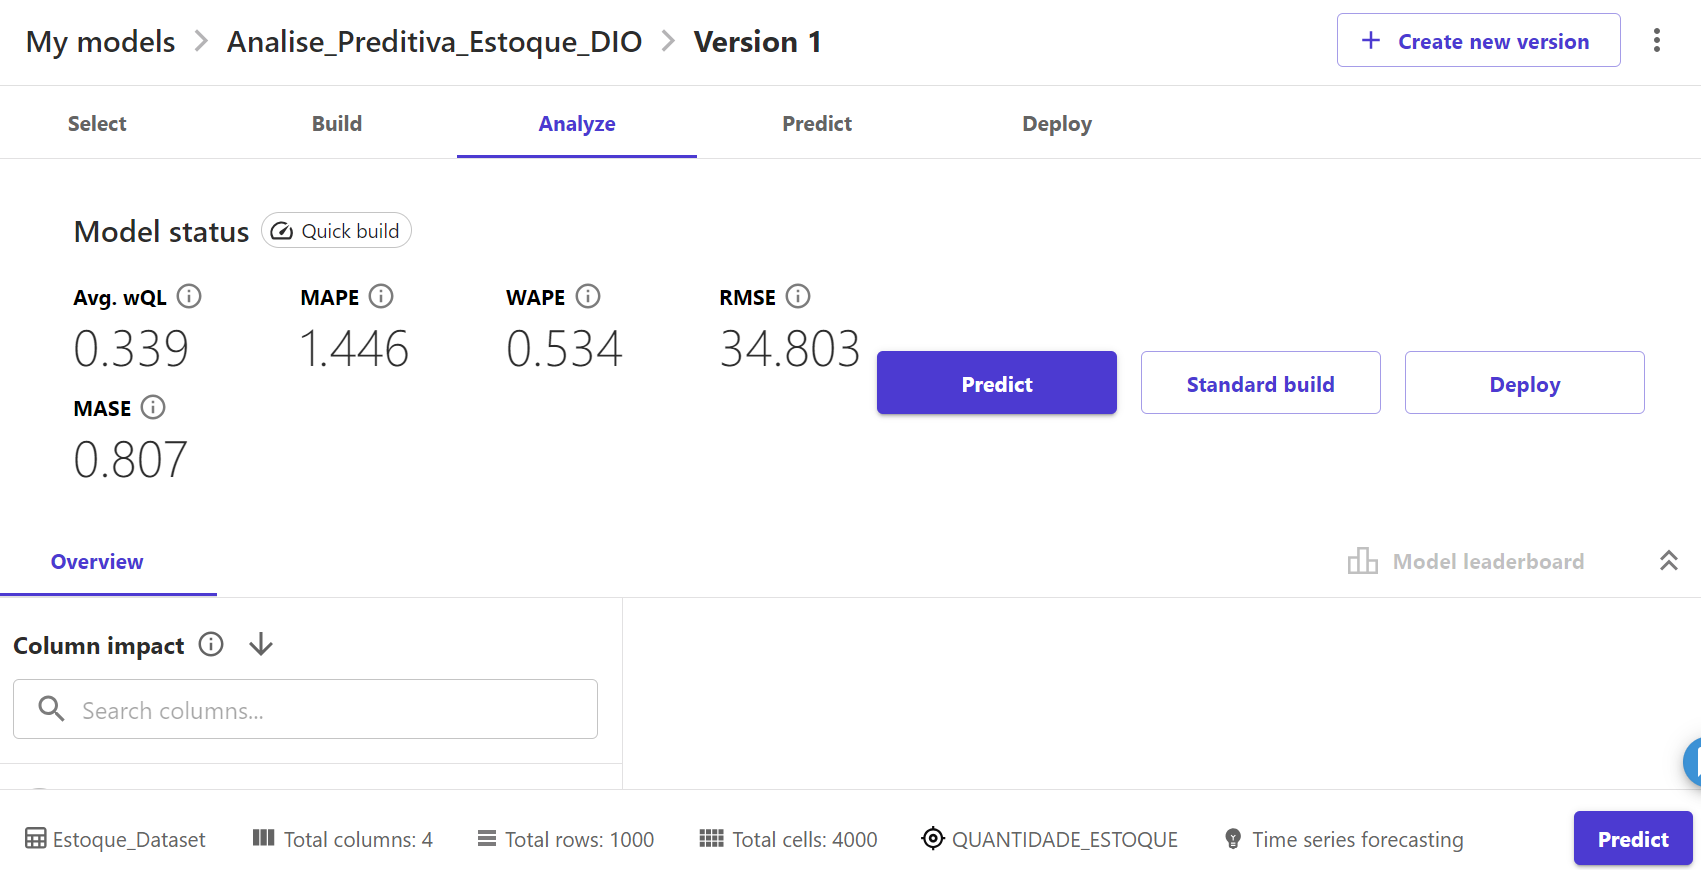 My models > Analise_Preditiva_Estoque_DIO > Version 1
+ Create new version
Select Build Analyze Predict Deploy
Model status Quick build
Avg. wQL MAPE WAPE RMSE
0.339 1.446 0.534 34.803
MASE
0.807
Predict Standard build Deploy
Overview Model leaderboard
Column impact
Search columns...
Estoque_Dataset Total columns: 4 Total rows: 1000 Total cells: 4000 QUANTIDADE_ESTOQUE Time series forecasting Predict